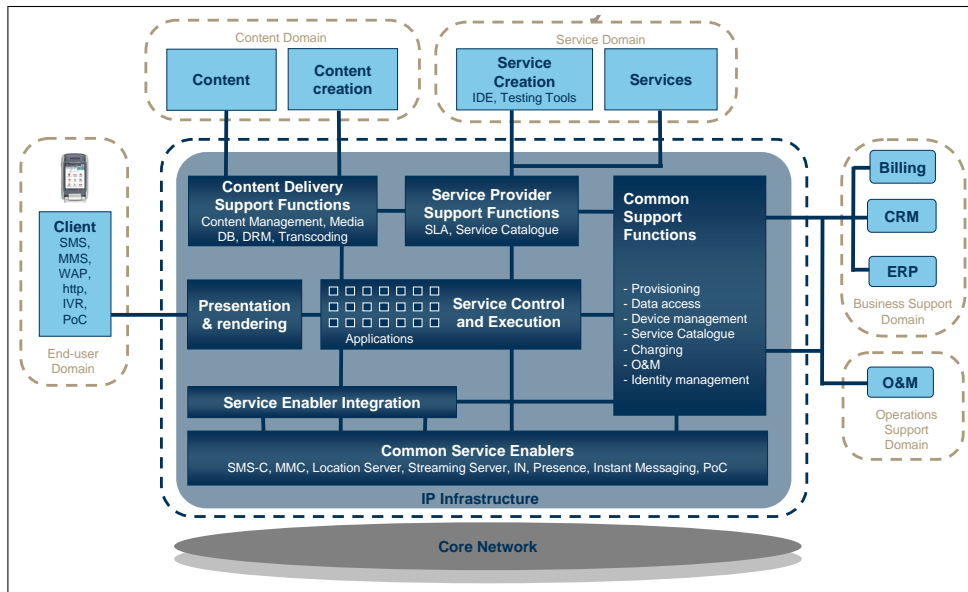 Content Domain
Content
Content
creation
Service Domain
Service
Creation
IDE, Testing Tools
Services
Client
SMS,
MMS,
WAP,
http,
IVR,
PoC
End-user
Domain
Content Delivery
Support Functions
Content Management, Media
DB, DRM, Transcoding
Service Provider
Support Functions
SLA, Service Catalogue
Common
Support
Functions
- Provisioning
- Data access
- Device management
- Service Catalogue
- Charging
- O&M
- Identity management
Presentation
& rendering
Service Control
and Execution
Applications
Service Enabler Integration
Common Service Enablers
SMS-C, MMC, Location Server, Streaming Server, IN, Presence, Instant Messaging, PoC
IP Infrastructure
Core Network
Billing
CRM
ERP
Business Support
Domain
O&M
Operations
Support
Domain